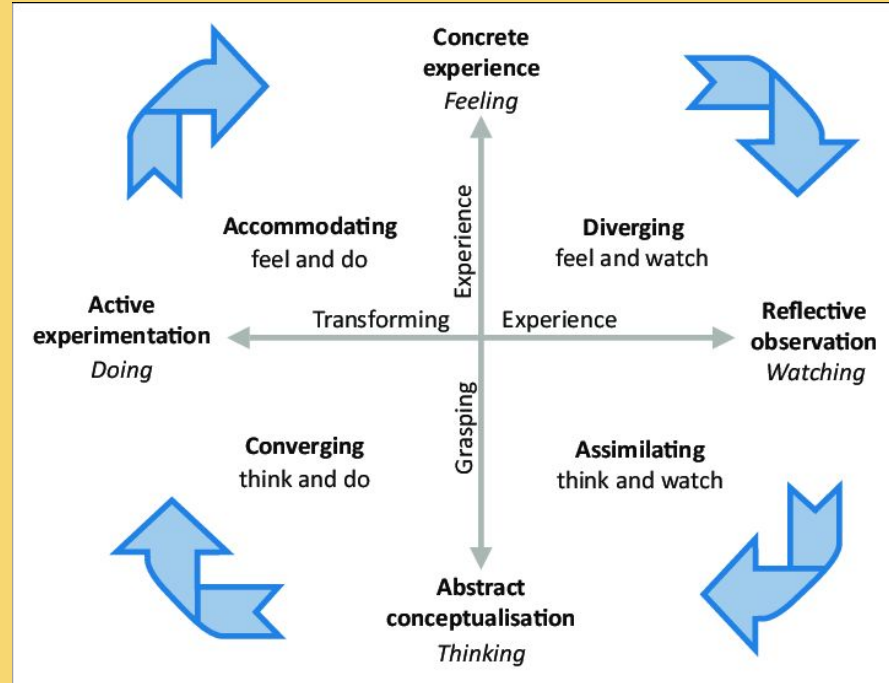 Concrete
experience
Feeling
Experience
Accommodating
feel and do
Diverging
feel and watch
Active
experimentation
Doing
Transforming
Experience
Reflective
observation
Watching
Grasping
Converging
think and do
Assimilating
think and watch
Abstract
conceptualisation
Thinking